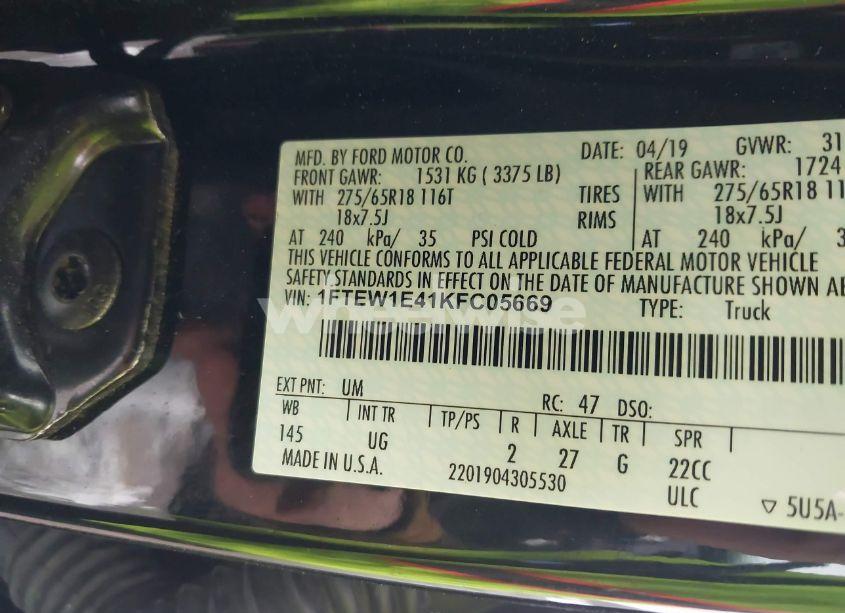 MFD. BY FORD MOTOR CO. DATE: 04/19 GVWR: 31
FRONT GAWR: 1531 KG ( 3375 LB) REAR GAWR: 1724
WITH 275/65R18 116T TIRES WITH 275/65R18 11
18x7.5J RIMS 18x7.5J
AT 240 kPa/ 35 PSI COLD AT 240 kPa/ 3
THIS VEHICLE CONFORMS TO ALL APPLICABLE FEDERAL MOTOR VEHICLE
SAFETY STANDARDS IN EFFECT ON THE DATE OF MANUFACTURE SHOWN AB
VIN: 1FTEW1E41KFC05669 TYPE: Truck
wheelwise
EXT PNT: UM RC: 47 DSO:
WB INT TR TP/PS R AXLE TR SPR
145 UG 2 27 G 22CC
MADE IN U.S.A. 2201904305530 ULC
▽ 5U5A-